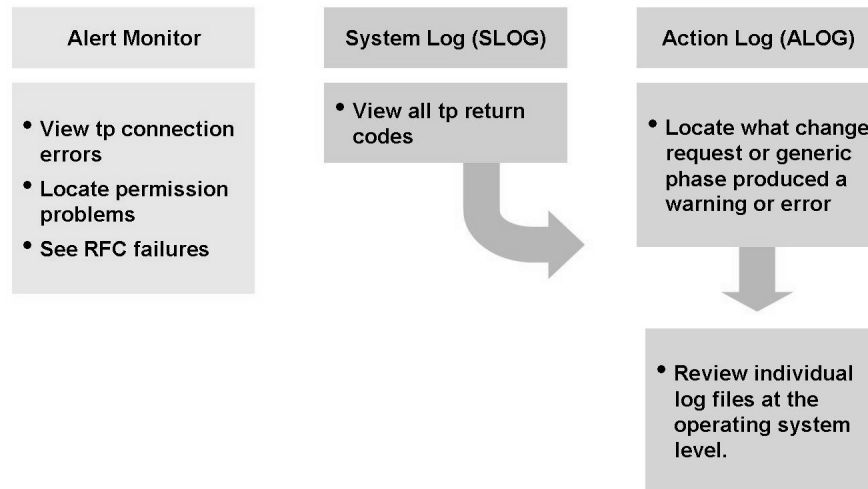 Alert Monitor
• View tp connection
errors
• Locate permission
problems
• See RFC failures
System Log (SLOG)
• View all tp return
codes
Action Log (ALOG)
• Locate what change
request or generic
phase produced a
warning or error
• Review individual
log files at the
operating system
level.